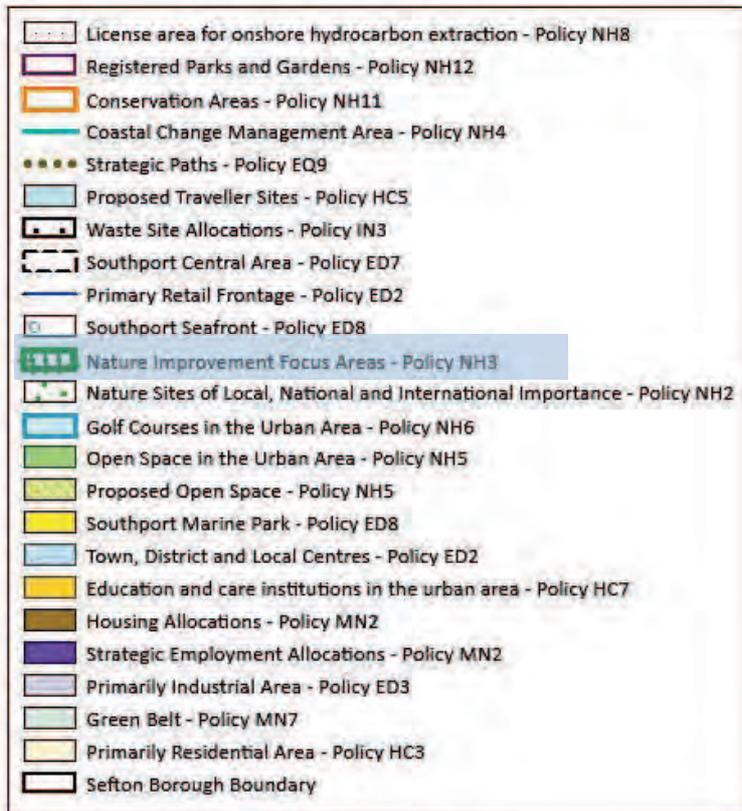 License area for onshore hydrocarbon extraction - Policy NH8
Registered Parks and Gardens - Policy NH12
Conservation Areas - Policy NH11
Coastal Change Management Area - Policy NH4
Strategic Paths - Policy EQ9
Proposed Traveller Sites - Policy HC5
Waste Site Allocations - Policy IN3
Southport Central Area - Policy ED7
Primary Retail Frontage - Policy ED2
Southport Seafront - Policy ED8
Nature Improvement Focus Areas - Policy NH3
Nature Sites of Local, National and International Importance - Policy NH2
Golf Courses in the Urban Area - Policy NH6
Open Space in the Urban Area - Policy NH5
Proposed Open Space - Policy NH5
Southport Marine Park - Policy ED8
Town, District and Local Centres - Policy ED2
Education and care institutions in the urban area - Policy HC7
Housing Allocations - Policy MN2
Strategic Employment Allocations - Policy MN2
Primarily Industrial Area - Policy ED3
Green Belt - Policy MN7
Primarily Residential Area - Policy HC3
Sefton Borough Boundary